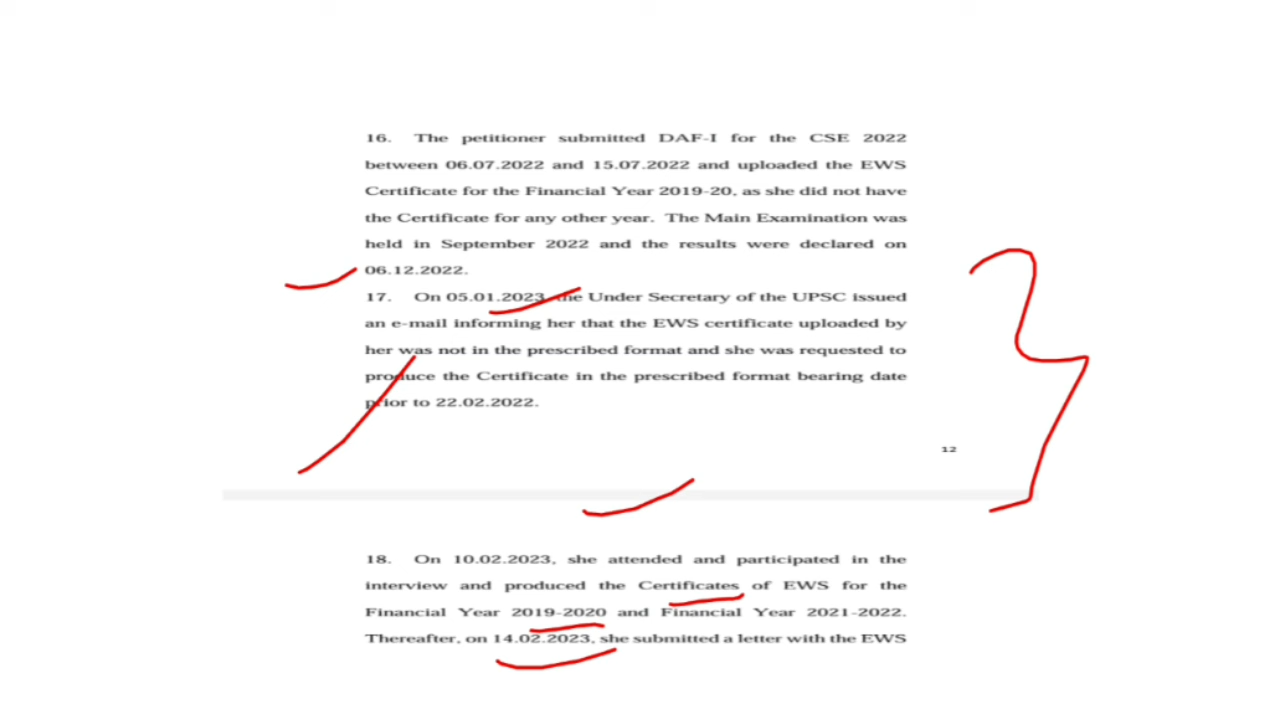 16. The petitioner submitted DAF-I for the CSE 2022
between 06.07.2022 and 15.07.2022 and uploaded the EWS
Certificate for the Financial Year 2019-20, as she did not have
the Certificate for any other year. The Main Examination was
held in September 2022 and the results were declared on
06.12.2022.
17. On 05.01.2023, the Under Secretary of the UPSC issued
an e-mail informing her that the EWS certificate uploaded by
her was not in the prescribed format and she was requested to
produce the Certificate in the prescribed format bearing date
prior to 22.02.2022.
12
18. On 10.02.2023, she attended and participated in the
interview and produced the Certificates of EWS for the
Financial Year 2019-2020 and Financial Year 2021-2022.
Thereafter, on 14.02.2023, she submitted a letter with the EWS